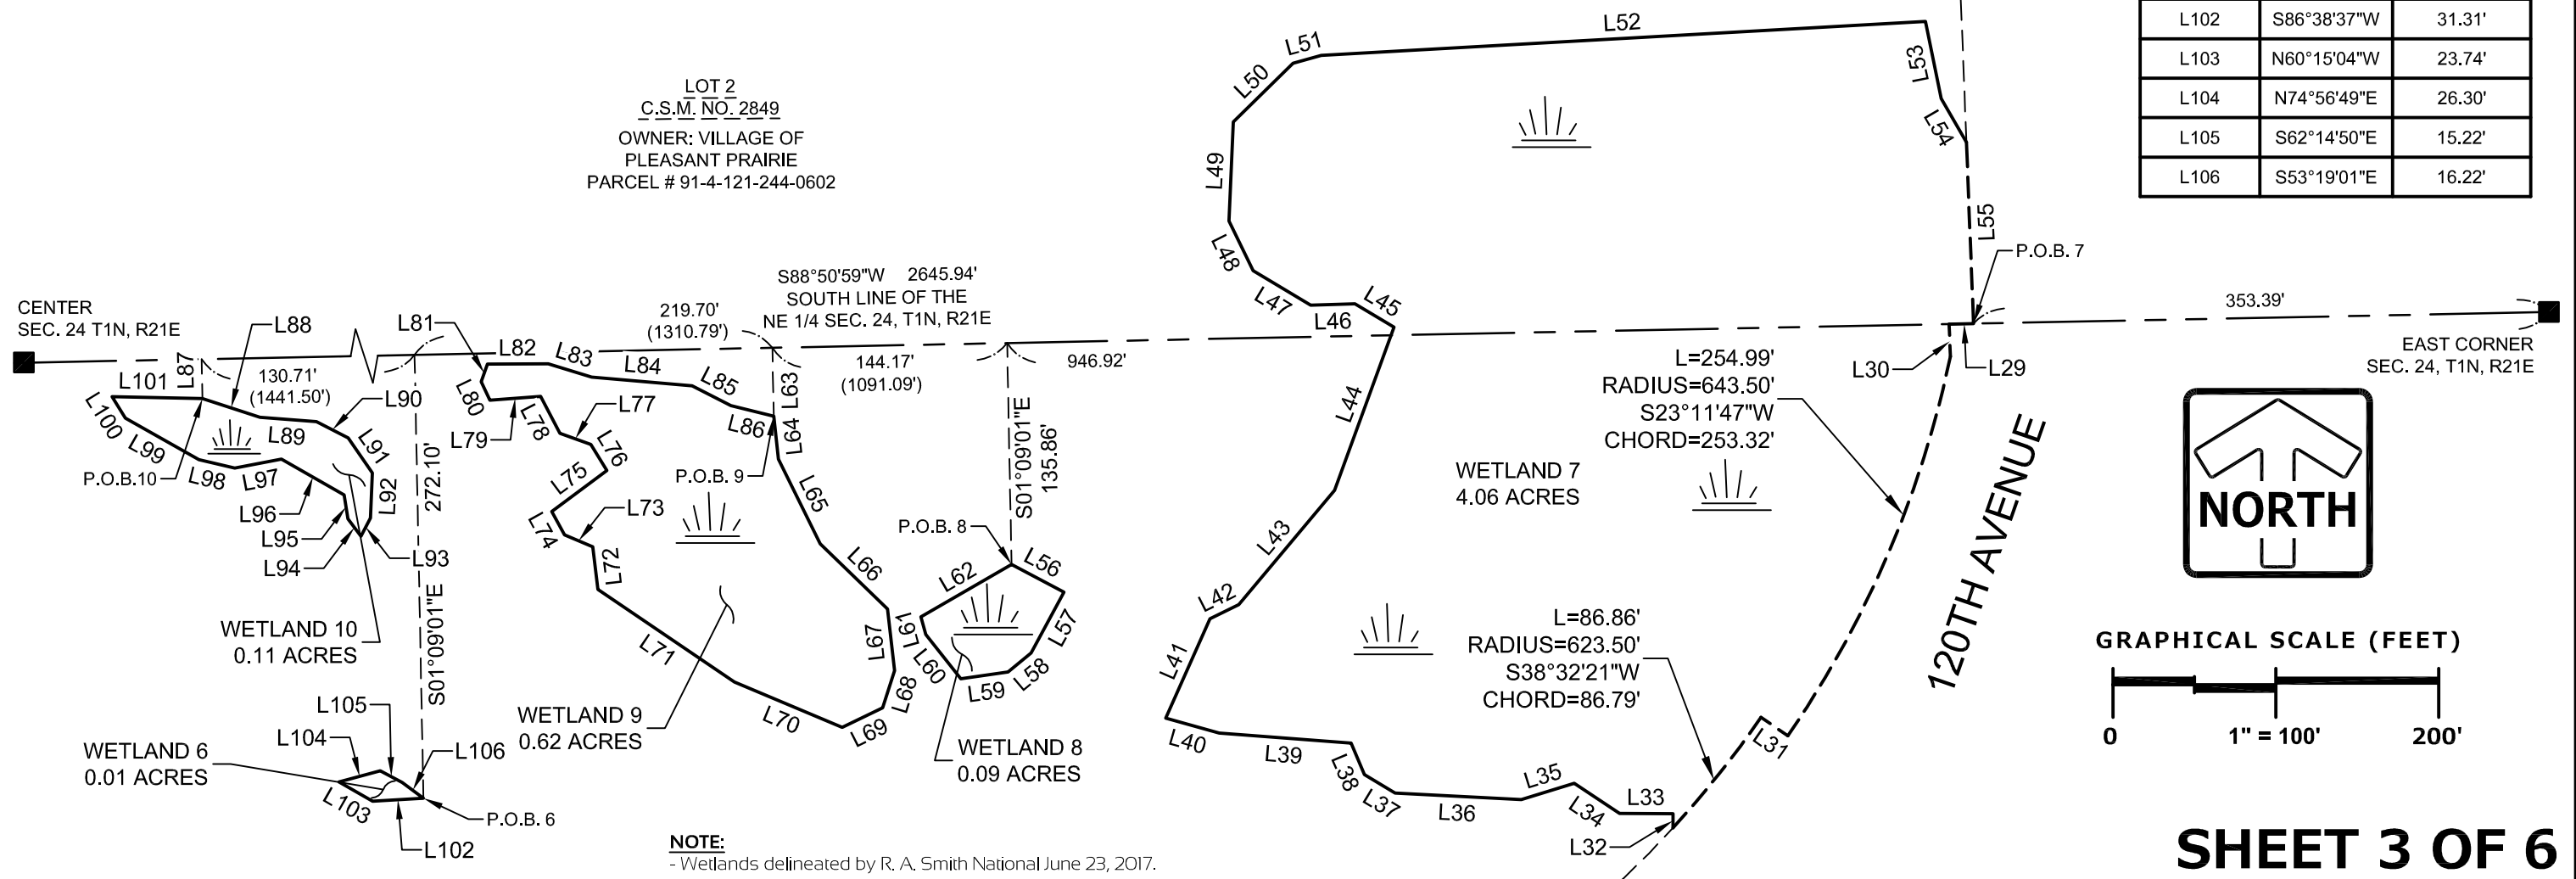 L102 S86°38'37"W 31.31'
L103 N60°15'04"W 23.74'
L104 N74°56'49"E 26.30'
L105 S62°14'50"E 15.22'
L106 S53°19'01"E 16.22'
LOT 2
C.S.M. NO. 2849
OWNER: VILLAGE OF
PLEASANT PRAIRIE
PARCEL # 91-4-121-244-0602
L52
L51
L50
L53
L54
L49
L48
L55
P.O.B. 7
L47
L45
L46
S88°50'59"W 2645.94'
SOUTH LINE OF THE
NE 1/4 SEC. 24, T1N, R21E
CENTER
SEC. 24 T1N, R21E
353.39'
EAST CORNER
SEC. 24, T1N, R21E
219.70'
(1310.79')
144.17'
(1091.09')
946.92'
130.71'
(1441.50')
L88
L81
L82
L83
L84
L85
L86
L87
L101
L100
L99
L98
L97
L96
L95
L94
L93
L92
L91
L90
L89
P.O.B.10
272.10'
S01°09'01"E
L80
L79
L78
L77
L76
L75
L74
L73
L72
L71
L70
L69
L68
L67
L66
L65
L64
L63
P.O.B. 9
S01°09'01"E
135.86'
P.O.B. 8
L56
L57
L58
L59
L60
L61
L62
L30
L29
L=254.99'
RADIUS=643.50'
S23°11'47"W
CHORD=253.32'
WETLAND 7
4.06 ACRES
120TH AVENUE
L=86.86'
RADIUS=623.50'
S38°32'21"W
CHORD=86.79'
L44
L43
L42
L41
L40
L39
L38
L37
L36
L35
L34
L33
L32
L31
WETLAND 10
0.11 ACRES
WETLAND 9
0.62 ACRES
WETLAND 8
0.09 ACRES
WETLAND 6
0.01 ACRES
L105
L104
L106
L103
L102
P.O.B. 6
NORTH
GRAPHICAL SCALE (FEET)
0 1" = 100' 200'
NOTE:
- Wetlands delineated by R. A. Smith National June 23, 2017.
SHEET 3 OF 6